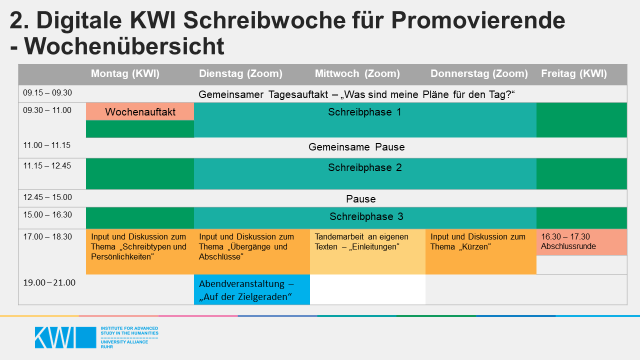 2. Digitale KWI Schreibwoche für Promovierende
- Wochenübersicht
Montag (KWI) Dienstag (Zoom) Mittwoch (Zoom) Donnerstag (Zoom) Freitag (KWI)
09.15 – 09.30 Gemeinsamer Tagesauftakt – „Was sind meine Pläne für den Tag?“
09.30 – 11.00 Wochenauftakt Schreibphase 1
11.00 – 11.15 Gemeinsame Pause
11.15 – 12.45 Schreibphase 2
12.45 – 15.00 Pause
15.00 – 16.30 Schreibphase 3
17.00 – 18.30
Input und Diskussion zum
Thema „Schreibtypen und
Persönlichkeiten“
Input und Diskussion zum
Thema „Übergänge und
Abschlüsse“
Tandemarbeit an eigenen
Texten – „Einleitungen“
Input und Diskussion zum
Thema „Kürzen“
16.30 – 17.30
Abschlussrunde
19.00 – 21.00
Abendveranstaltung –
„Auf der Zielgeraden“
KWI
INSTITUTE FOR ADVANCED
STUDY IN THE HUMANITIES
UNIVERSITY ALLIANCE
RUHR